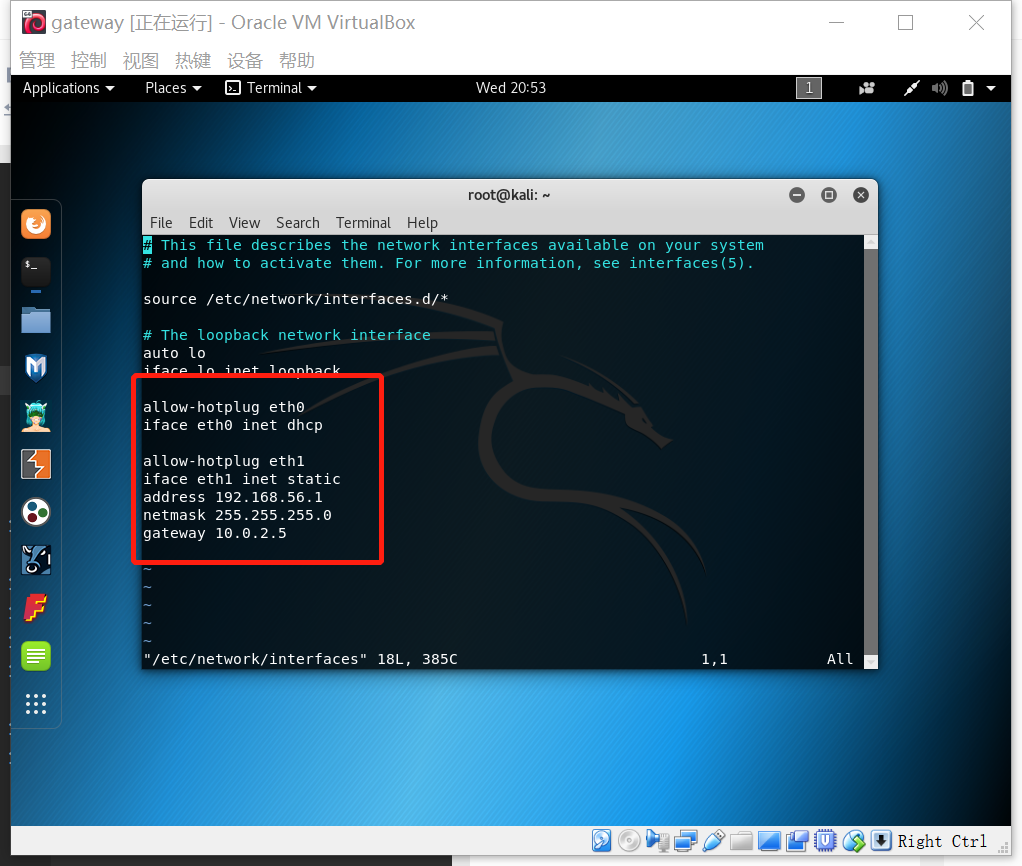 gateway [正在运行] - Oracle VM VirtualBox
管理 控制 视图 热键 设备 帮助
Applications Places Terminal Wed 20:53 1
root@kali: ~
File Edit View Search Terminal Help
# This file describes the network interfaces available on your system
# and how to activate them. For more information, see interfaces(5).
source /etc/network/interfaces.d/*
# The loopback network interface
auto lo
iface lo inet loopback
allow-hotplug eth0
iface eth0 inet dhcp
allow-hotplug eth1
iface eth1 inet static
address 192.168.56.1
netmask 255.255.255.0
gateway 10.0.2.5
~
~
~
~
~
"/etc/network/interfaces" 18L, 385C 1,1 All
Right Ctrl